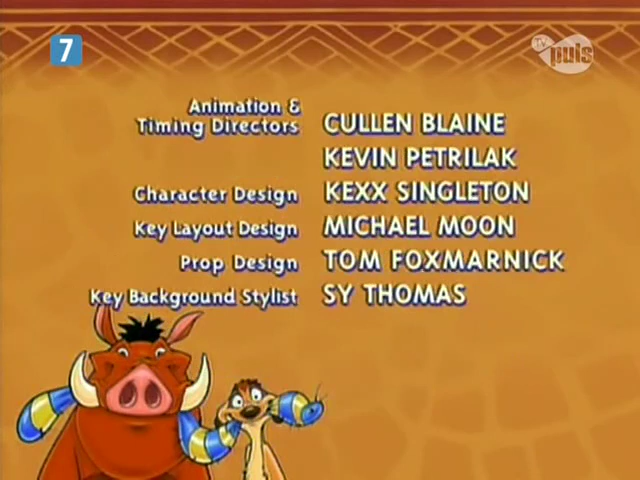 7
TV
puls
Animation &
Timing Directors CULLEN BLAINE
KEVIN PETRILAK
Character Design KEXX SINGLETON
Key Layout Design MICHAEL MOON
Prop Design TOM FOXMARNICK
Key Background Stylist SY THOMAS